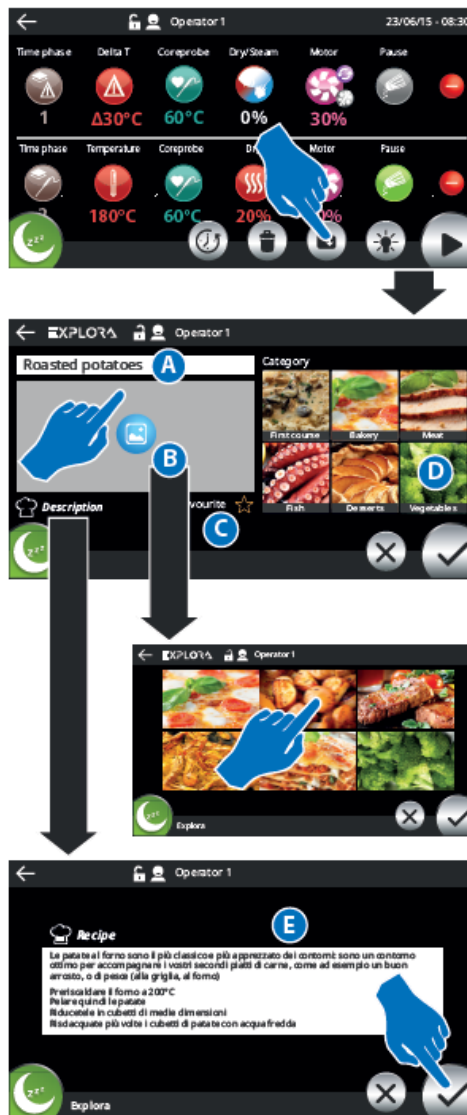 Operator 1 23/06/15 - 08:30
Time phase Delta T Coreprobe Dry/Steam Motor Pause
1 Δ30°C 60°C 0% 30%
Time phase Temperature Coreprobe Motor Pause
180°C 60°C 20%
zzz
EXPLORA Operator 1
Roasted potatoes A Category
First course Bakery Meat
B
D
Description C Fish Desserts Vegetables
zzz
EXPLORA Operator 1
zzz
Explora
Operator 1
E
Recipe
Le patate al forno sono il più classico e più apprezzato dei contorni: sono un contorno
ottimo per accompagnare i vostri secondi piatti di carne, come ad esempio un buon
arrosto, o di pesce (alla griglia, al forno)
Preriscaldare il forno a 200°C
Pelare quindi le patate
Riducetele in cubetti di medie dimensioni
Risciacquate più volte i cubetti di patate con acqua fredda
zzz
Explora